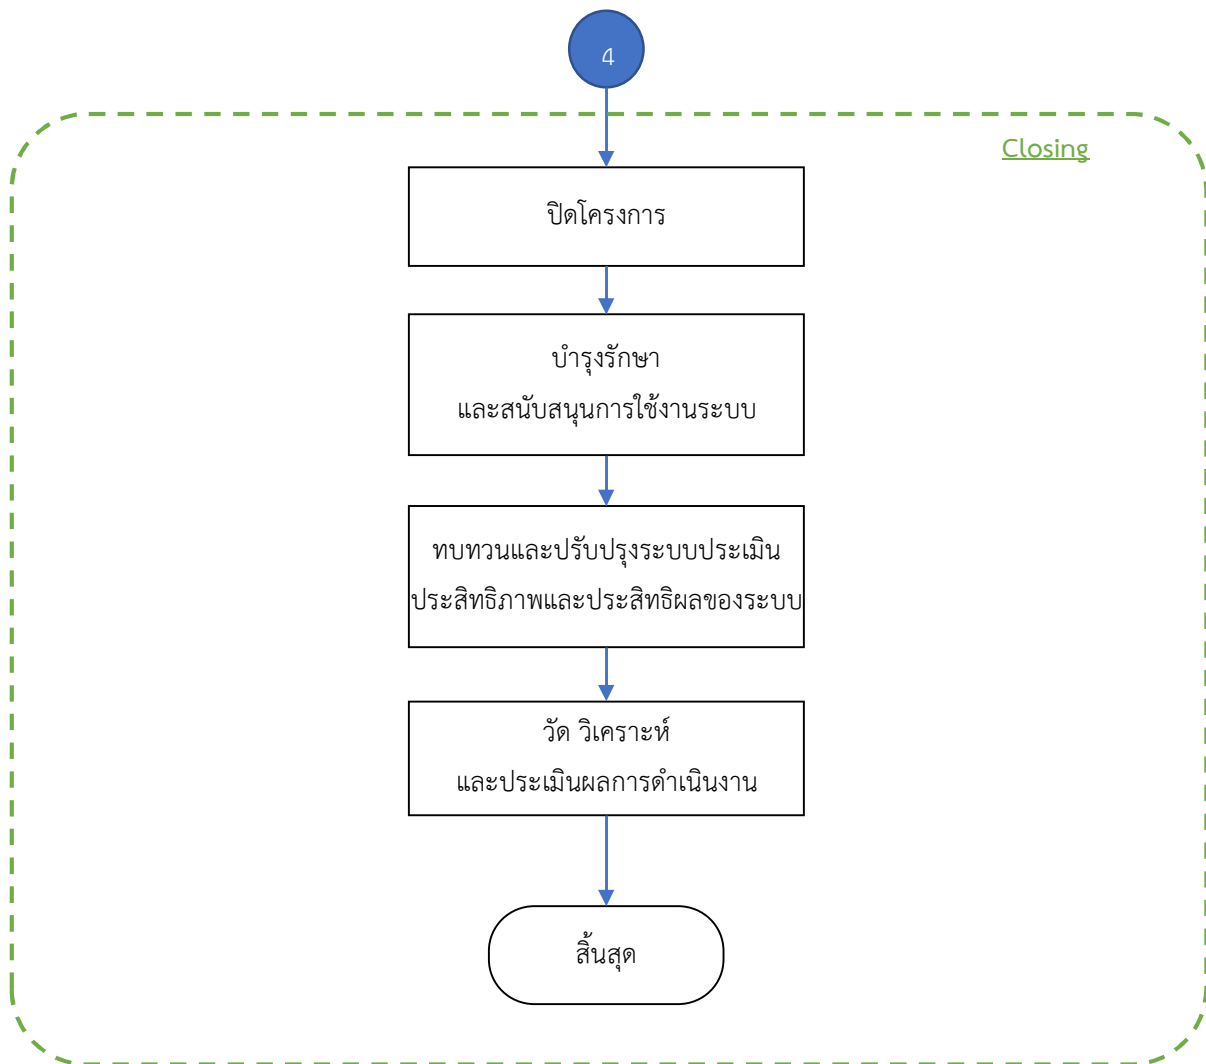 4
Closing
ปิดโครงการ
บำรุงรักษา
และสนับสนุนการใช้งานระบบ
ทบทวนและปรับปรุงระบบประเมิน
ประสิทธิภาพและประสิทธิผลของระบบ
วัด วิเคราะห์
และประเมินผลการดำเนินงาน
สิ้นสุด